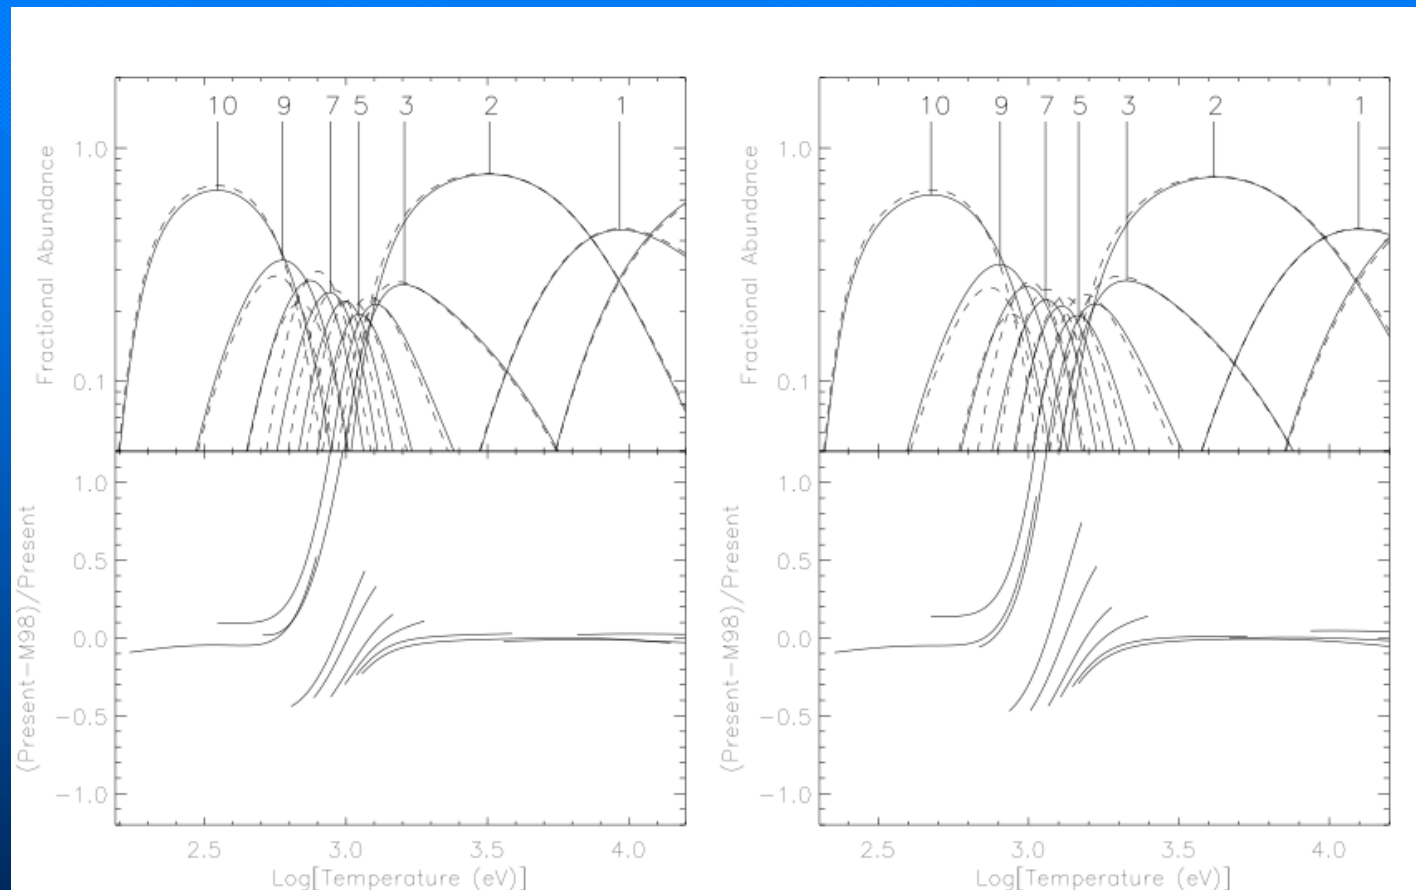 10 9 7 5 3 2 1
1.0
Fractional Abundance
0.1
1.0
0.5
0.0
−0.5
−1.0
(Present−M98)/Present
2.5 3.0 3.5 4.0
Log[Temperature (eV)]
10 9 7 5 3 2 1
1.0
Fractional Abundance
0.1
1.0
0.5
0.0
−0.5
−1.0
(Present−M98)/Present
2.5 3.0 3.5 4.0
Log[Temperature (eV)]